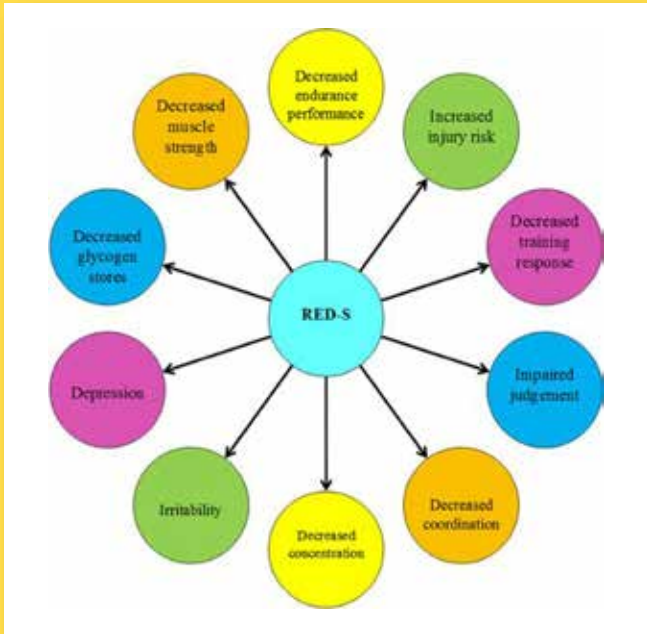 Decreased
endurance
performance
Increased
injury risk
Decreased
training
response
Impaired
judgement
Decreased
coordination
Decreased
concentration
Irritability
Depression
Decreased
glycogen
stores
Decreased
muscle
strength
RED-S